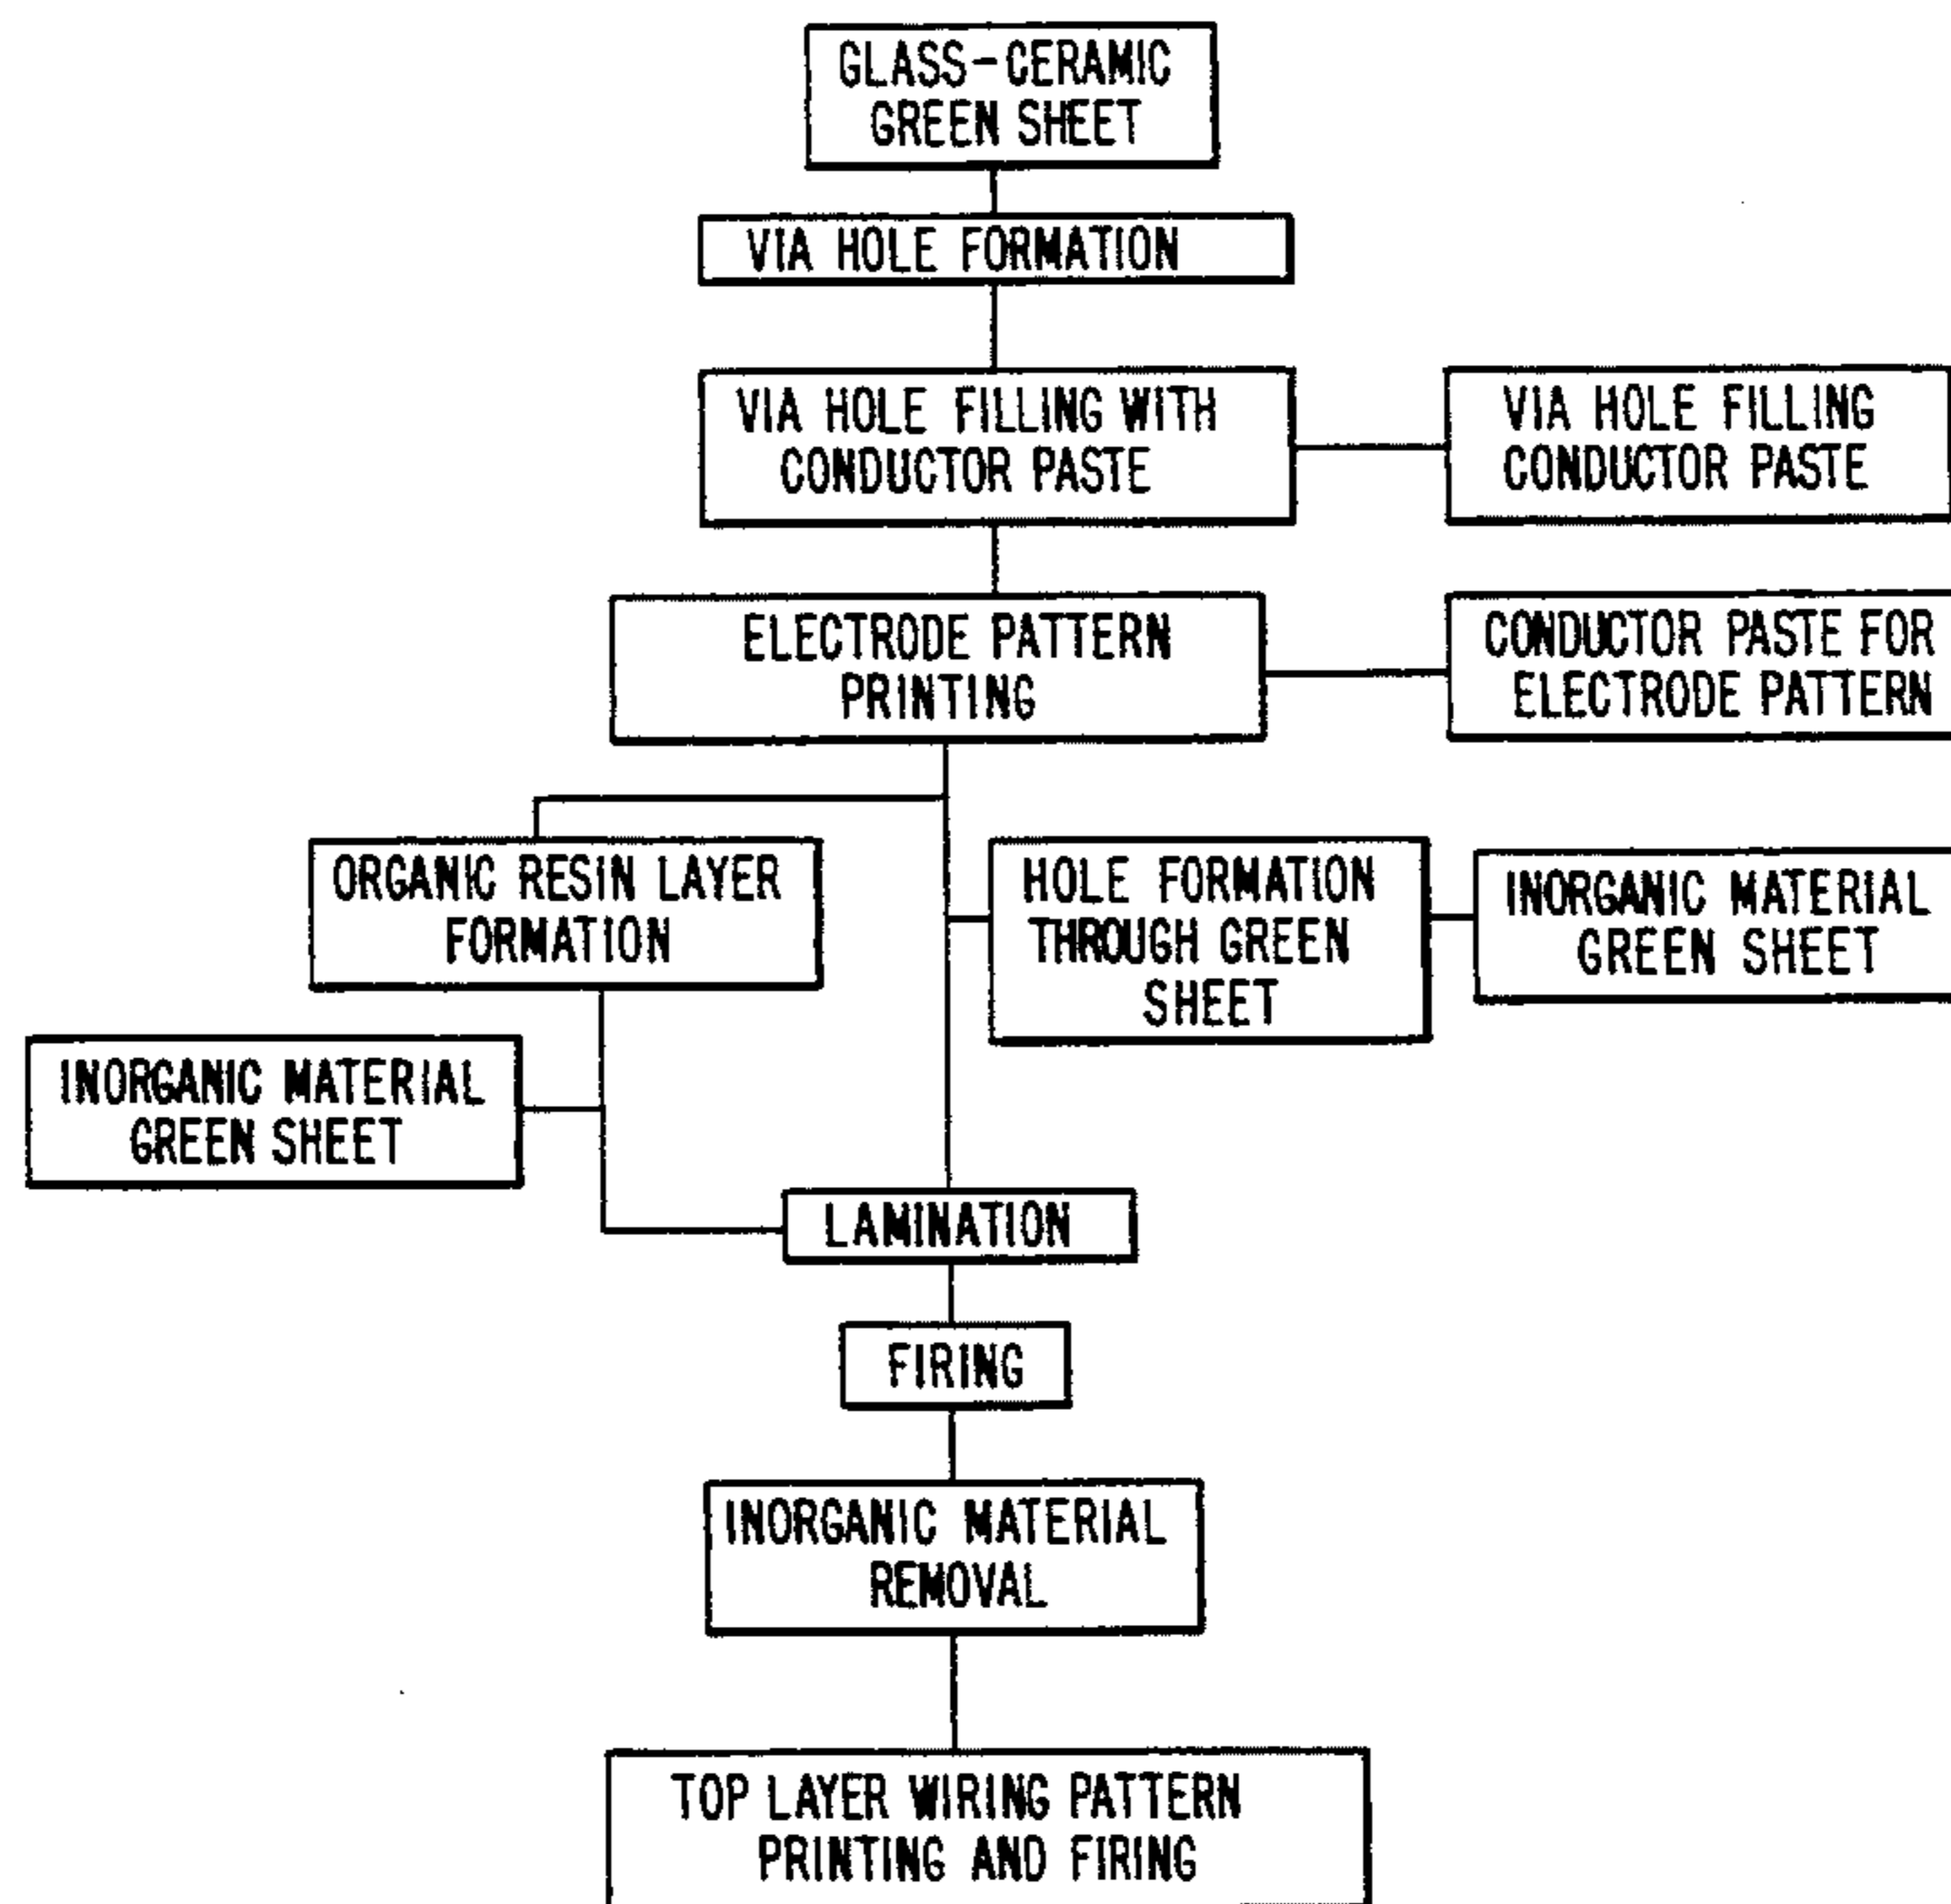 GLASS-CERAMIC
GREEN SHEET
VIA HOLE FORMATION
VIA HOLE FILLING WITH
CONDUCTOR PASTE
VIA HOLE FILLING
CONDUCTOR PASTE
ELECTRODE PATTERN
PRINTING
CONDUCTOR PASTE FOR
ELECTRODE PATTERN
ORGANIC RESIN LAYER
FORMATION
HOLE FORMATION
THROUGH GREEN
SHEET
INORGANIC MATERIAL
GREEN SHEET
INORGANIC MATERIAL
GREEN SHEET
LAMINATION
FIRING
INORGANIC MATERIAL
REMOVAL
TOP LAYER WIRING PATTERN
PRINTING AND FIRING